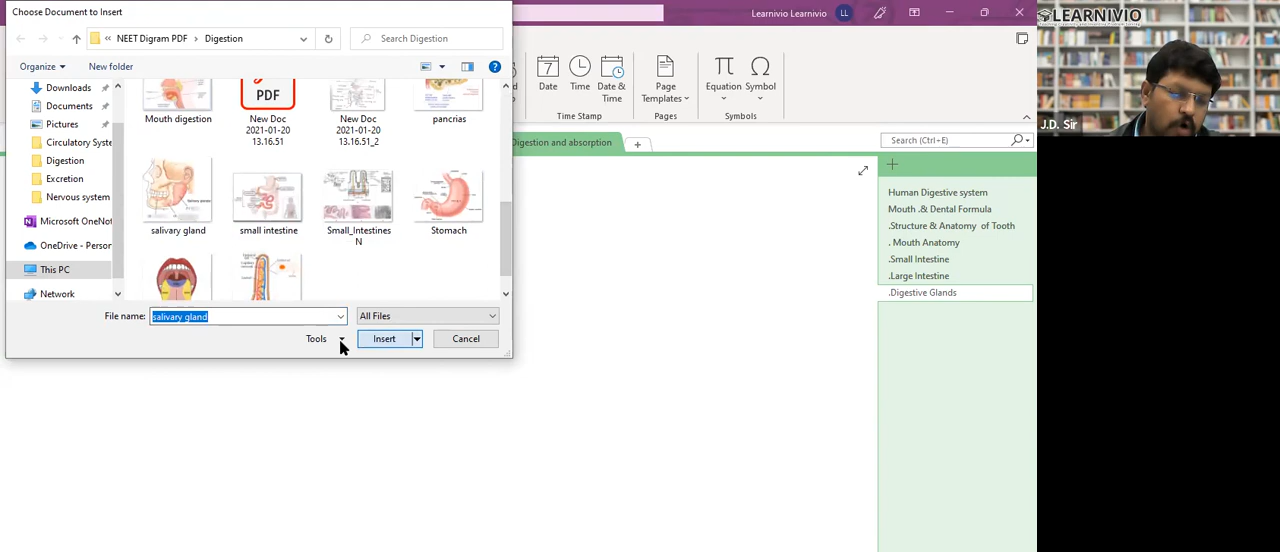 Choose Document to Insert
Learnivio Learnivio
LL
LEARNIVIO
NEET Digram PDF
Digestion
Search Digestion
Organize
New folder
Downloads
Documents
Pictures
Circulatory Syste
Digestion
Excretion
Nervous system
Microsoft OneNot
OneDrive - Person
This PC
Network
Mouth digestion
PDF
New Doc
2021-01-20
13.16.51
New Doc
2021-01-20
13.16.51_2
pancrias
salivary gland
small intestine
Small_Intestines
N
Stomach
File name:
salivary gland
All Files
Tools
Insert
Cancel
Date
Time
Date &
Time
Page
Templates
Equation
Symbol
Time Stamp
Pages
Symbols
Digestion and absorption
Search (Ctrl+E)
Human Digestive system
Mouth .& Dental Formula
.Structure & Anatomy of Tooth
. Mouth Anatomy
.Small Intestine
.Large Intestine
.Digestive Glands
J.D. Sir